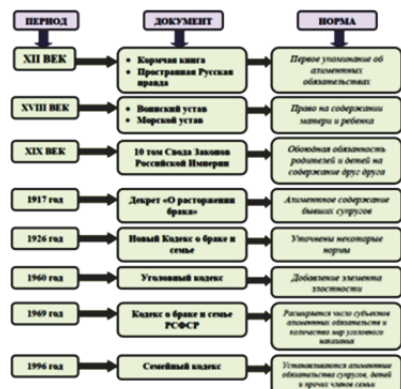 ПЕРИОД ДОКУМЕНТ НОРМА
XII ВЕК
Кормчая книга
Пространная Русская
правда
Первое упоминание об
алиментных
обязательствах
XVIII ВЕК
Воинский устав
Морской устав
Право на содержании
матери и ребенка
XIX ВЕК
10 том Свода Законов
Российской Империи
Обоюдная обязанность
родителей и детей на
содержание друг друга
1917 год
Декрет «О расторжении
брака»
Алиментное содержание
бывших супругов
1926 год
Новый Кодекс о браке и
семье
Уточнены некоторые
нормы
1960 год
Уголовный кодекс
Добавление элемента
злостности
1969 год
Кодекс о браке и семье
РСФСР
Расширяется число субъектов
алиментных обязательств и
количество мер уголовного
наказания
1996 год
Семейный кодекс
Устанавливаются алиментные
обязательства супругов, детей
и прочих членов семьи